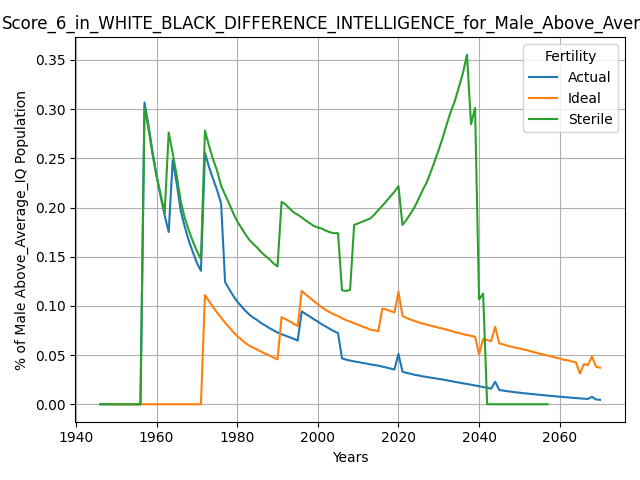 Score_6_in_WHITE_BLACK_DIFFERENCE_INTELLIGENCE_for_Male_Above_Aver
Fertility
Actual
Ideal
Sterile
% of Male Above_Average_IQ Population
0.35
0.30
0.25
0.20
0.15
0.10
0.05
0.00
1940 1960 1980 2000 2020 2040 2060
Years